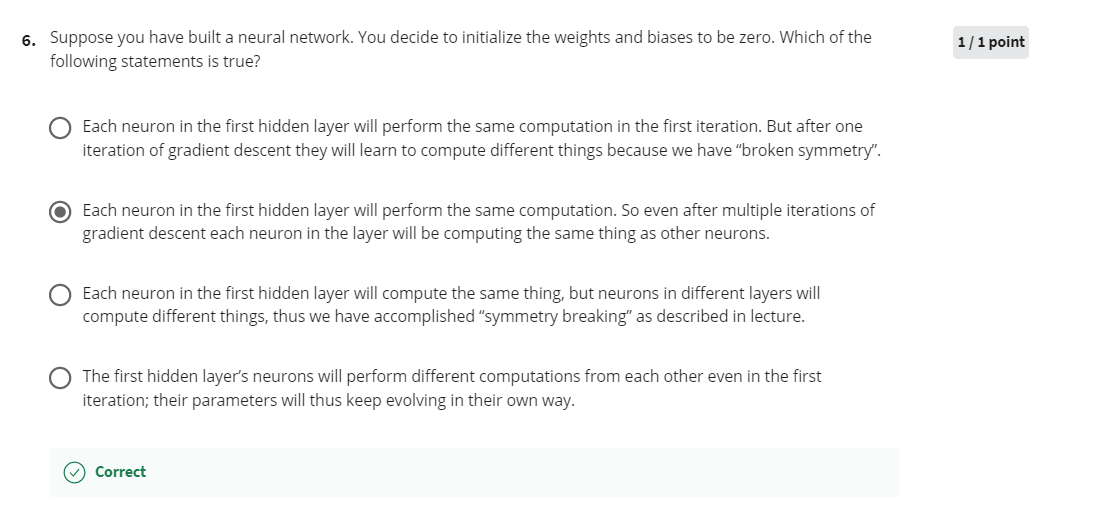 6. Suppose you have built a neural network. You decide to initialize the weights and biases to be zero. Which of the
following statements is true?
1 / 1 point
Each neuron in the first hidden layer will perform the same computation in the first iteration. But after one
iteration of gradient descent they will learn to compute different things because we have “broken symmetry”.
Each neuron in the first hidden layer will perform the same computation. So even after multiple iterations of
gradient descent each neuron in the layer will be computing the same thing as other neurons.
Each neuron in the first hidden layer will compute the same thing, but neurons in different layers will
compute different things, thus we have accomplished “symmetry breaking” as described in lecture.
The first hidden layer’s neurons will perform different computations from each other even in the first
iteration; their parameters will thus keep evolving in their own way.
Correct